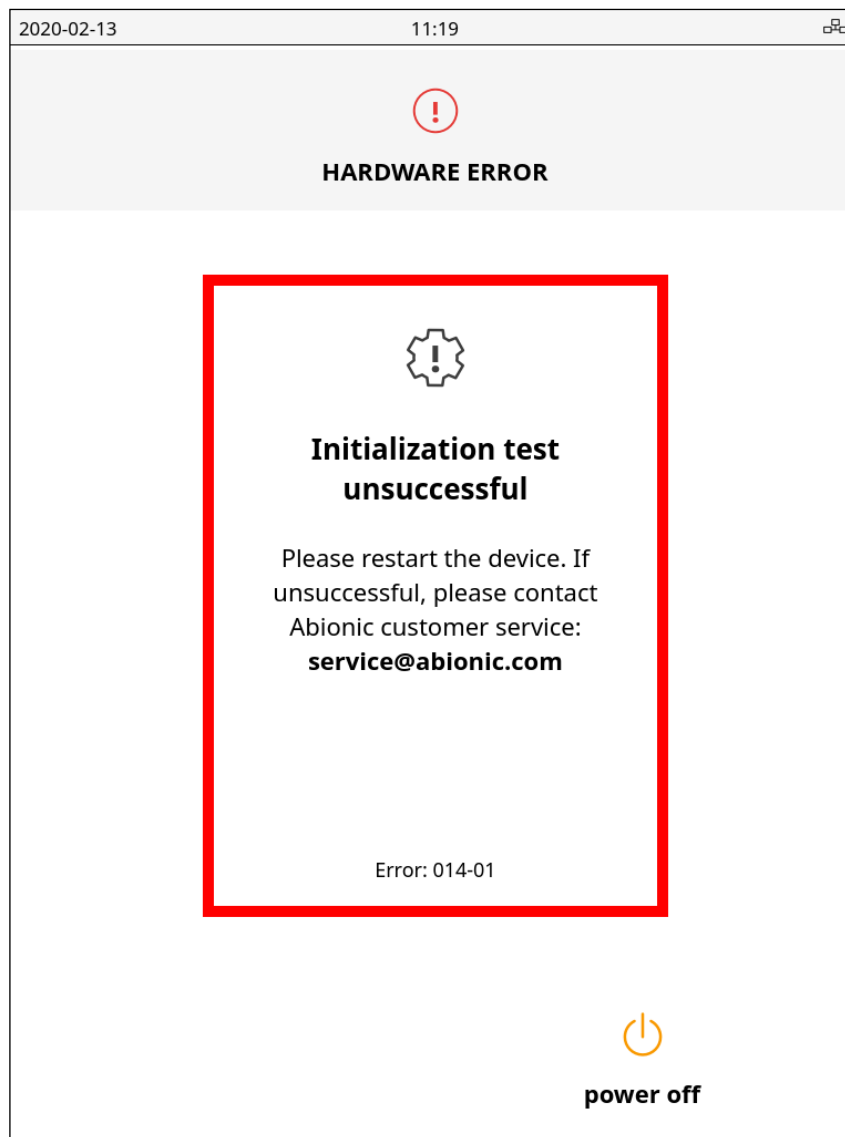 2020-02-13 11:19
HARDWARE ERROR
Initialization test
unsuccessful
Please restart the device. If
unsuccessful, please contact
Abionic customer service:
service@abionic.com
Error: 014-01
power off